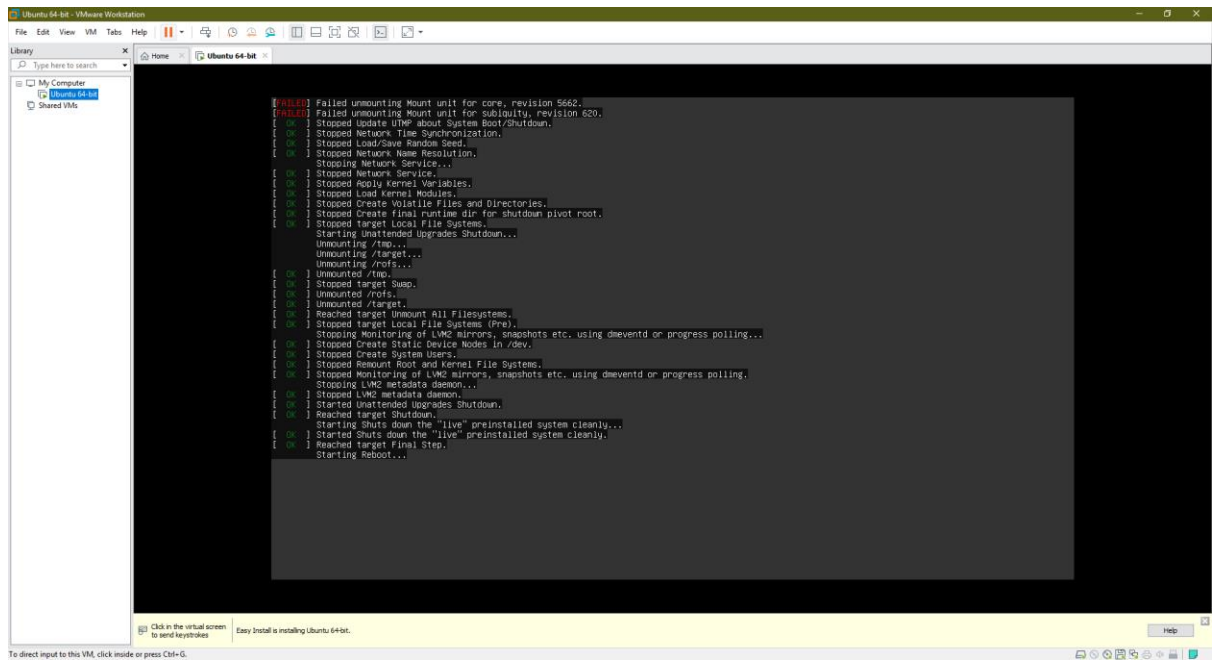 Ubuntu 64-bit - VMware Workstation
File Edit View VM Tabs Help
Library
Type here to search
My Computer
Ubuntu 64-bit
Shared VMs
Home
Ubuntu 64-bit
[FAILED] Failed unmounting Mount unit for core, revision 5662.
[FAILED] Failed unmounting Mount unit for subiquity, revision 620.
[ OK ] Stopped Update UTMP about System Boot/Shutdown.
[ OK ] Stopped Network Time Synchronization.
[ OK ] Stopped Load/Save Random Seed.
[ OK ] Stopped Network Name Resolution.
Stopping Network Service...
[ OK ] Stopped Network Service.
[ OK ] Stopped Apply Kernel Variables.
[ OK ] Stopped Load Kernel Modules.
[ OK ] Stopped Create Volatile Files and Directories.
[ OK ] Stopped Create final runtime dir for shutdown pivot root.
[ OK ] Stopped target Local File Systems.
Starting Unattended Upgrades Shutdown...
Unmounting /tmp...
Unmounting /target...
Unmounting /rofs...
[ OK ] Unmounted /tmp.
[ OK ] Stopped target Swap.
[ OK ] Unmounted /rofs.
[ OK ] Unmounted /target.
[ OK ] Reached target Unmount All Filesystems.
[ OK ] Stopped target Local File Systems (Pre).
Stopping Monitoring of LVM2 mirrors, snapshots etc. using dmeventd or progress polling...
[ OK ] Stopped Create Static Device Nodes in /dev.
[ OK ] Stopped Create System Users.
[ OK ] Stopped Remount Root and Kernel File Systems.
[ OK ] Stopped Monitoring of LVM2 mirrors, snapshots etc. using dmeventd or progress polling.
Stopping LVM2 metadata daemon...
[ OK ] Stopped LVM2 metadata daemon.
[ OK ] Started Unattended Upgrades Shutdown.
[ OK ] Reached target Shutdown.
Starting Shuts down the "live" preinstalled system cleanly...
[ OK ] Started Shuts down the "live" preinstalled system cleanly.
[ OK ] Reached target Final Step.
Starting Reboot...
Click in the virtual screen
to send keystrokes
Easy Install is installing Ubuntu 64-bit.
Help
To direct input to this VM, click inside or press Ctrl+G.